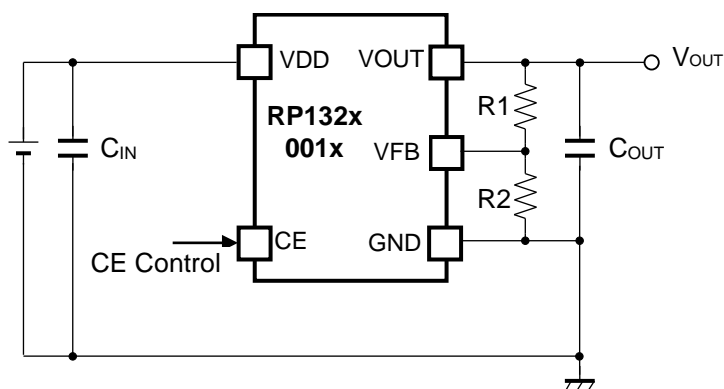 VDD
VOUT
VOUT
RP132x
001x
R1
CIN
VFB
COUT
R2
CE
GND
CE Control